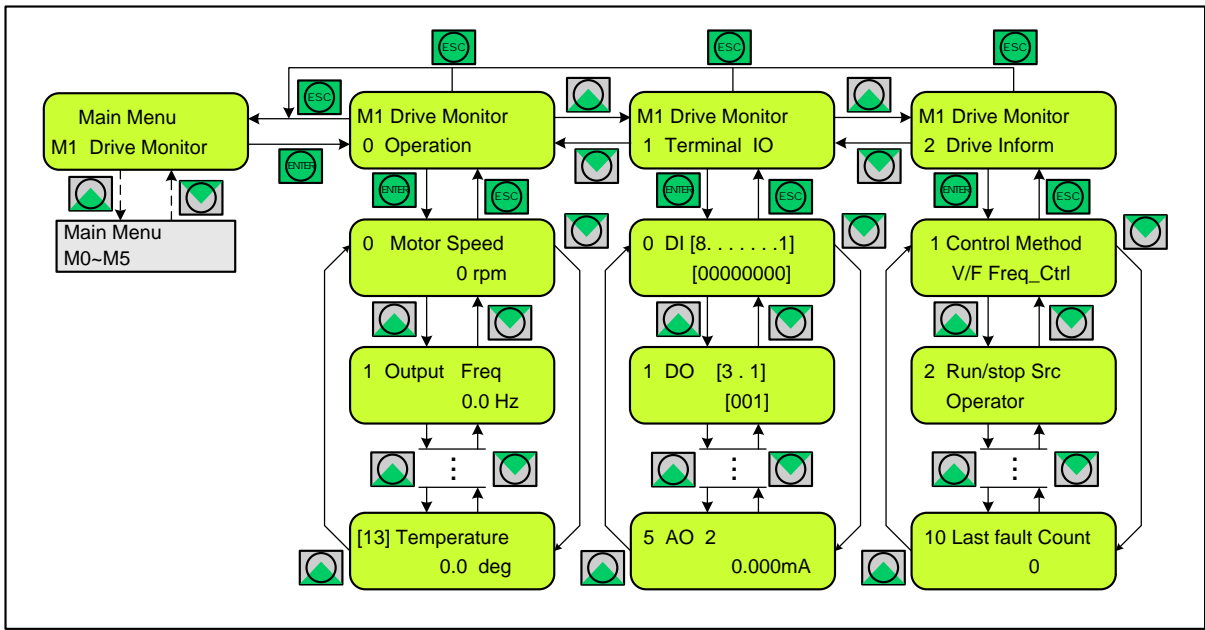 ESC
ESC
ESC
ESC
Main Menu
M1 Drive Monitor
M1 Drive Monitor
0 Operation
M1 Drive Monitor
1 Terminal IO
M1 Drive Monitor
2 Drive Inform
ENTER
Main Menu
M0~M5
ENTER
ESC
ENTER
ESC
ENTER
ESC
0 Motor Speed
0 rpm
0 DI [8. . . . . . .1]
[00000000]
1 Control Method
V/F Freq_Ctrl
1 Output Freq
0.0 Hz
1 DO [3 . 1]
[001]
2 Run/stop Src
Operator
[13] Temperature
0.0 deg
5 AO 2
0.000mA
10 Last fault Count
0